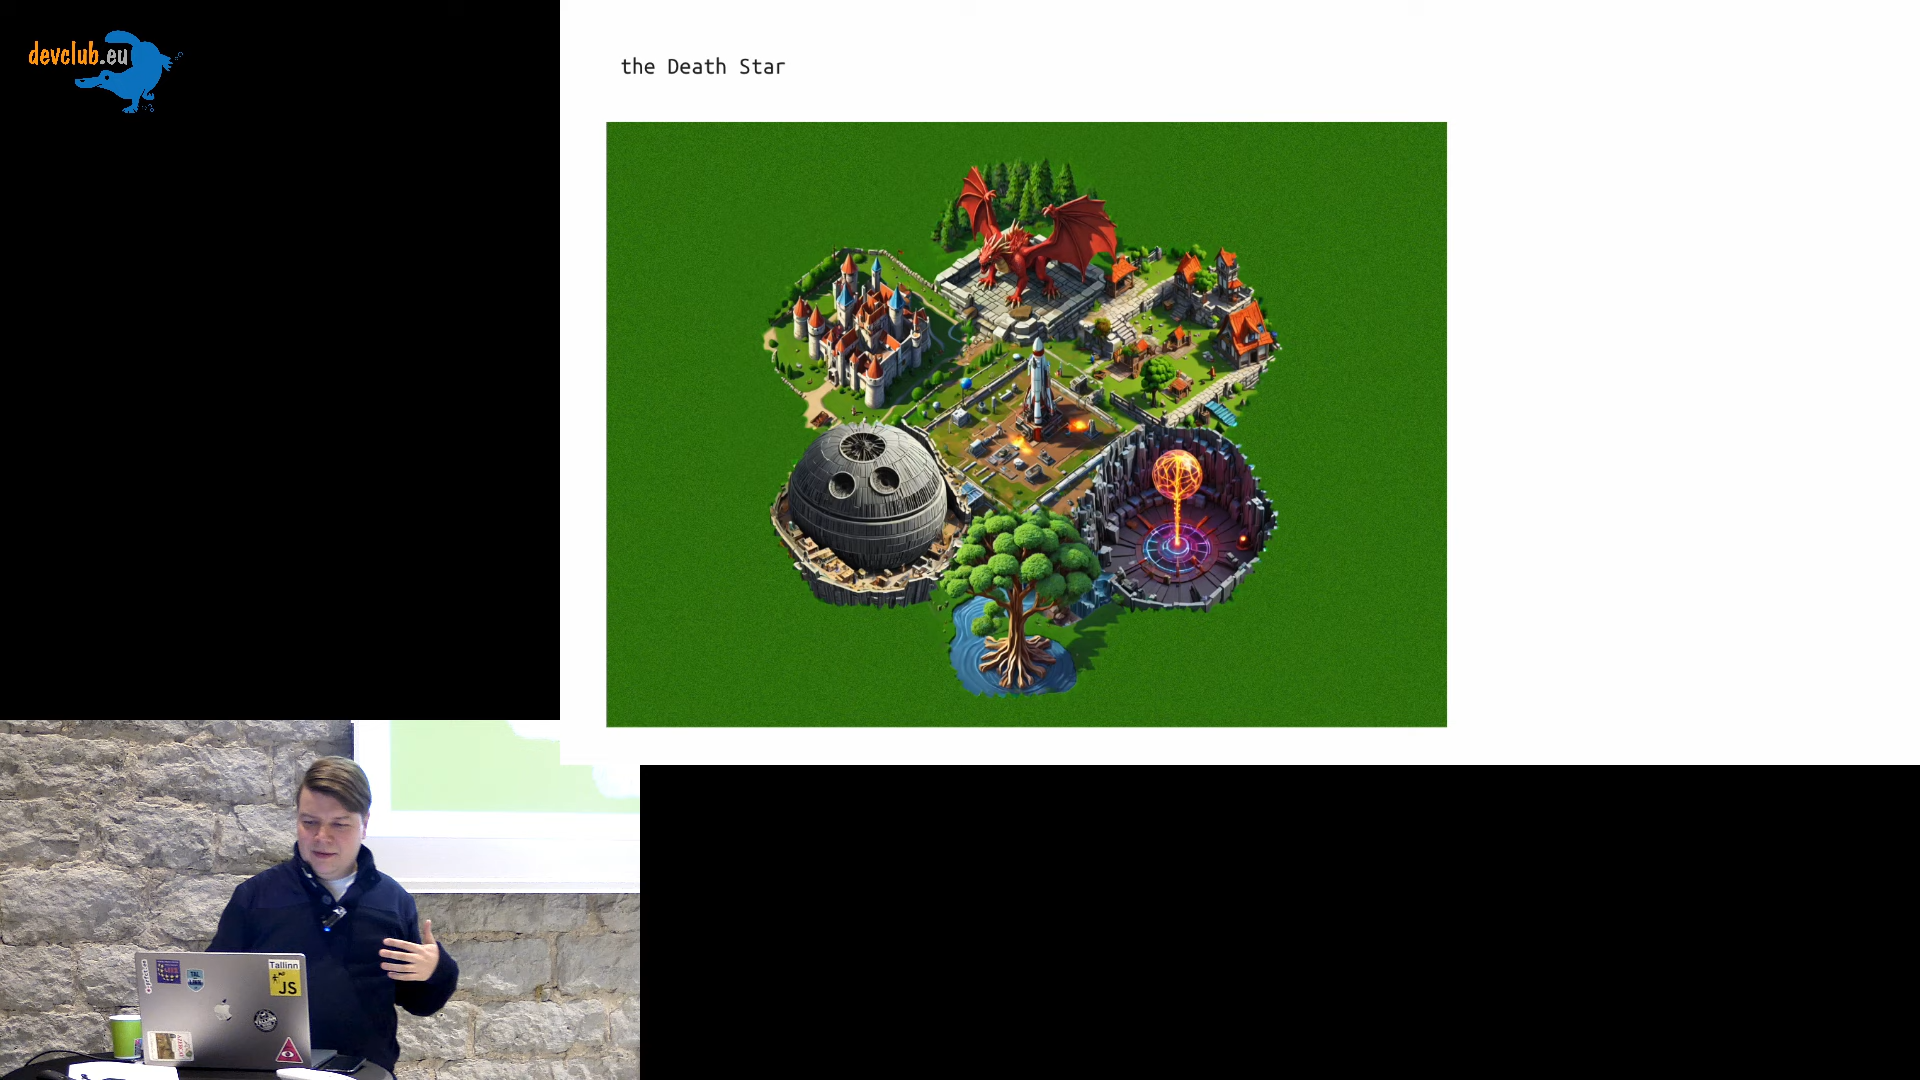 devclub.eu
the Death Star
Tallinn
JS